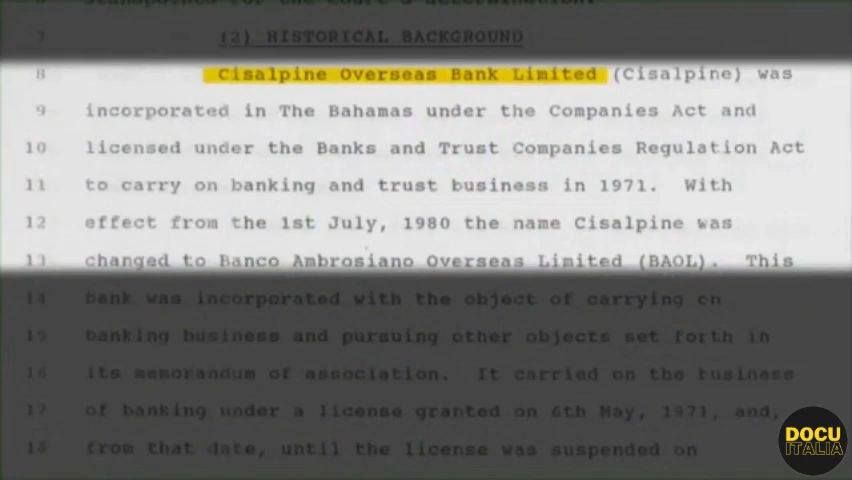 7 (2) HISTORICAL BACKGROUND
8 Cisalpine Overseas Bank Limited (Cisalpine) was
9 incorporated in The Bahamas under the Companies Act and
10 licensed under the Banks and Trust Companies Regulation Act
11 to carry on banking and trust business in 1971. With
12 effect from the 1st July, 1980 the name Cisalpine was
13 changed to Banco Ambrosiano Overseas Limited (BAOL). This
14 bank was incorporated with the object of carrying on
15 banking business and pursuing other objects set forth in
16 its memorandum of association. It carried on the business
17 of banking under a license granted on 6th May, 1971, and,
18 from that date, until the license was suspended on
DOCU
ITALIA